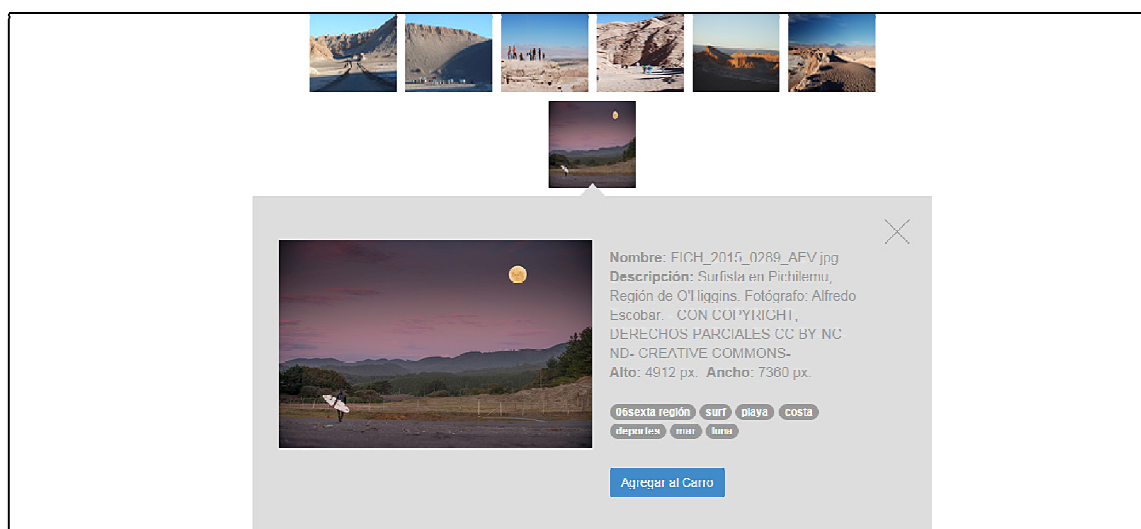 Nombre: FICH_2015_0289_AEV.jpg
Descripción: Surfista en Pichilemu,
Región de O'Higgins. Fotógrafo: Alfredo
Escobar. - CON COPYRIGHT,
DERECHOS PARCIALES CC BY NC
ND- CREATIVE COMMONS-
Alto: 4912 px. Ancho: 7360 px.
06sexta región surf playa costa
deportes mar luna
Agregar al Carro